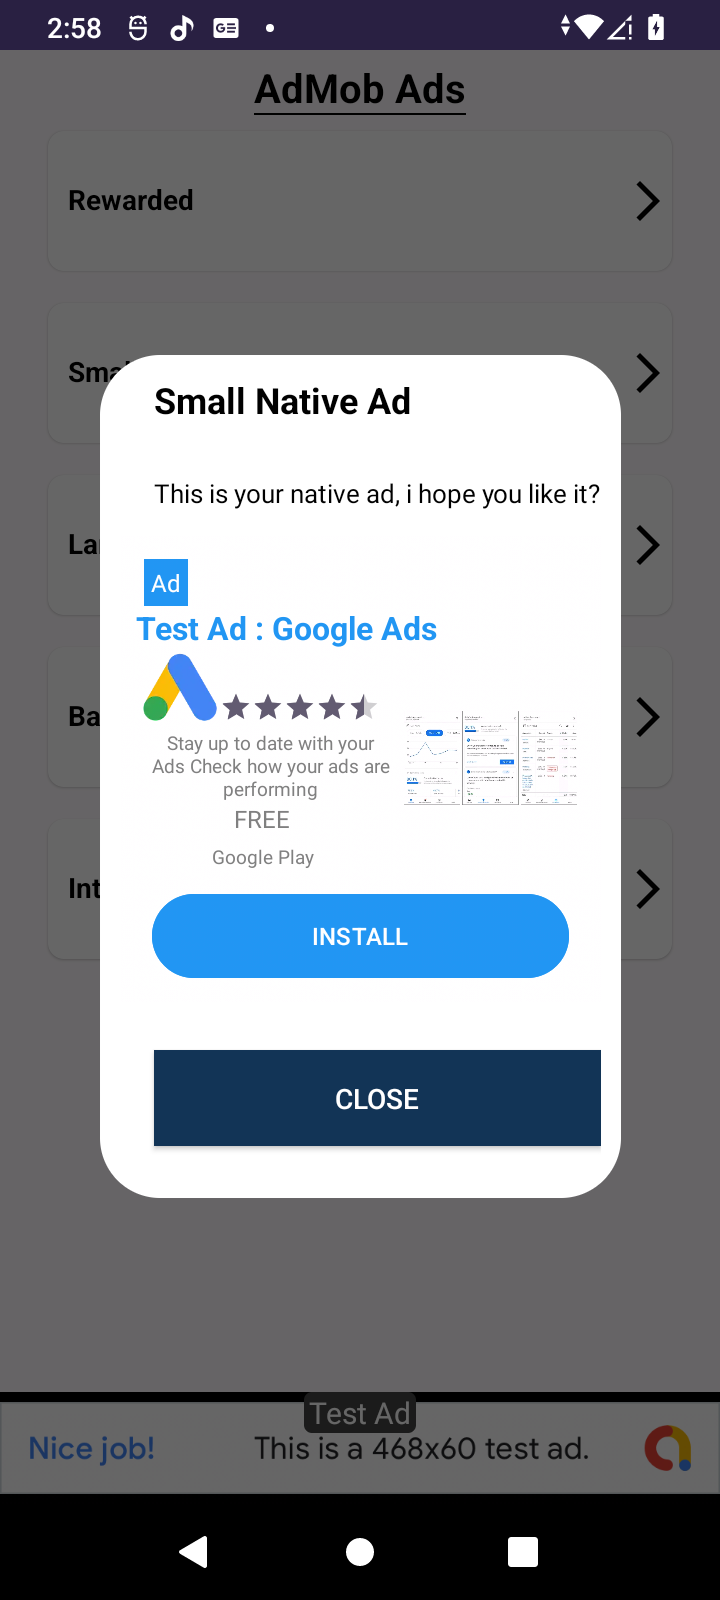 2:58
AdMob Ads
Rewarded
Sma
Small Native Ad
This is your native ad, i hope you like it?
La
Ad
Test Ad : Google Ads
Ba
Stay up to date with your
Ads Check how your ads are
performing
FREE
Google Play
Int
INSTALL
CLOSE
Test Ad
Nice job!
This is a 468x60 test ad.